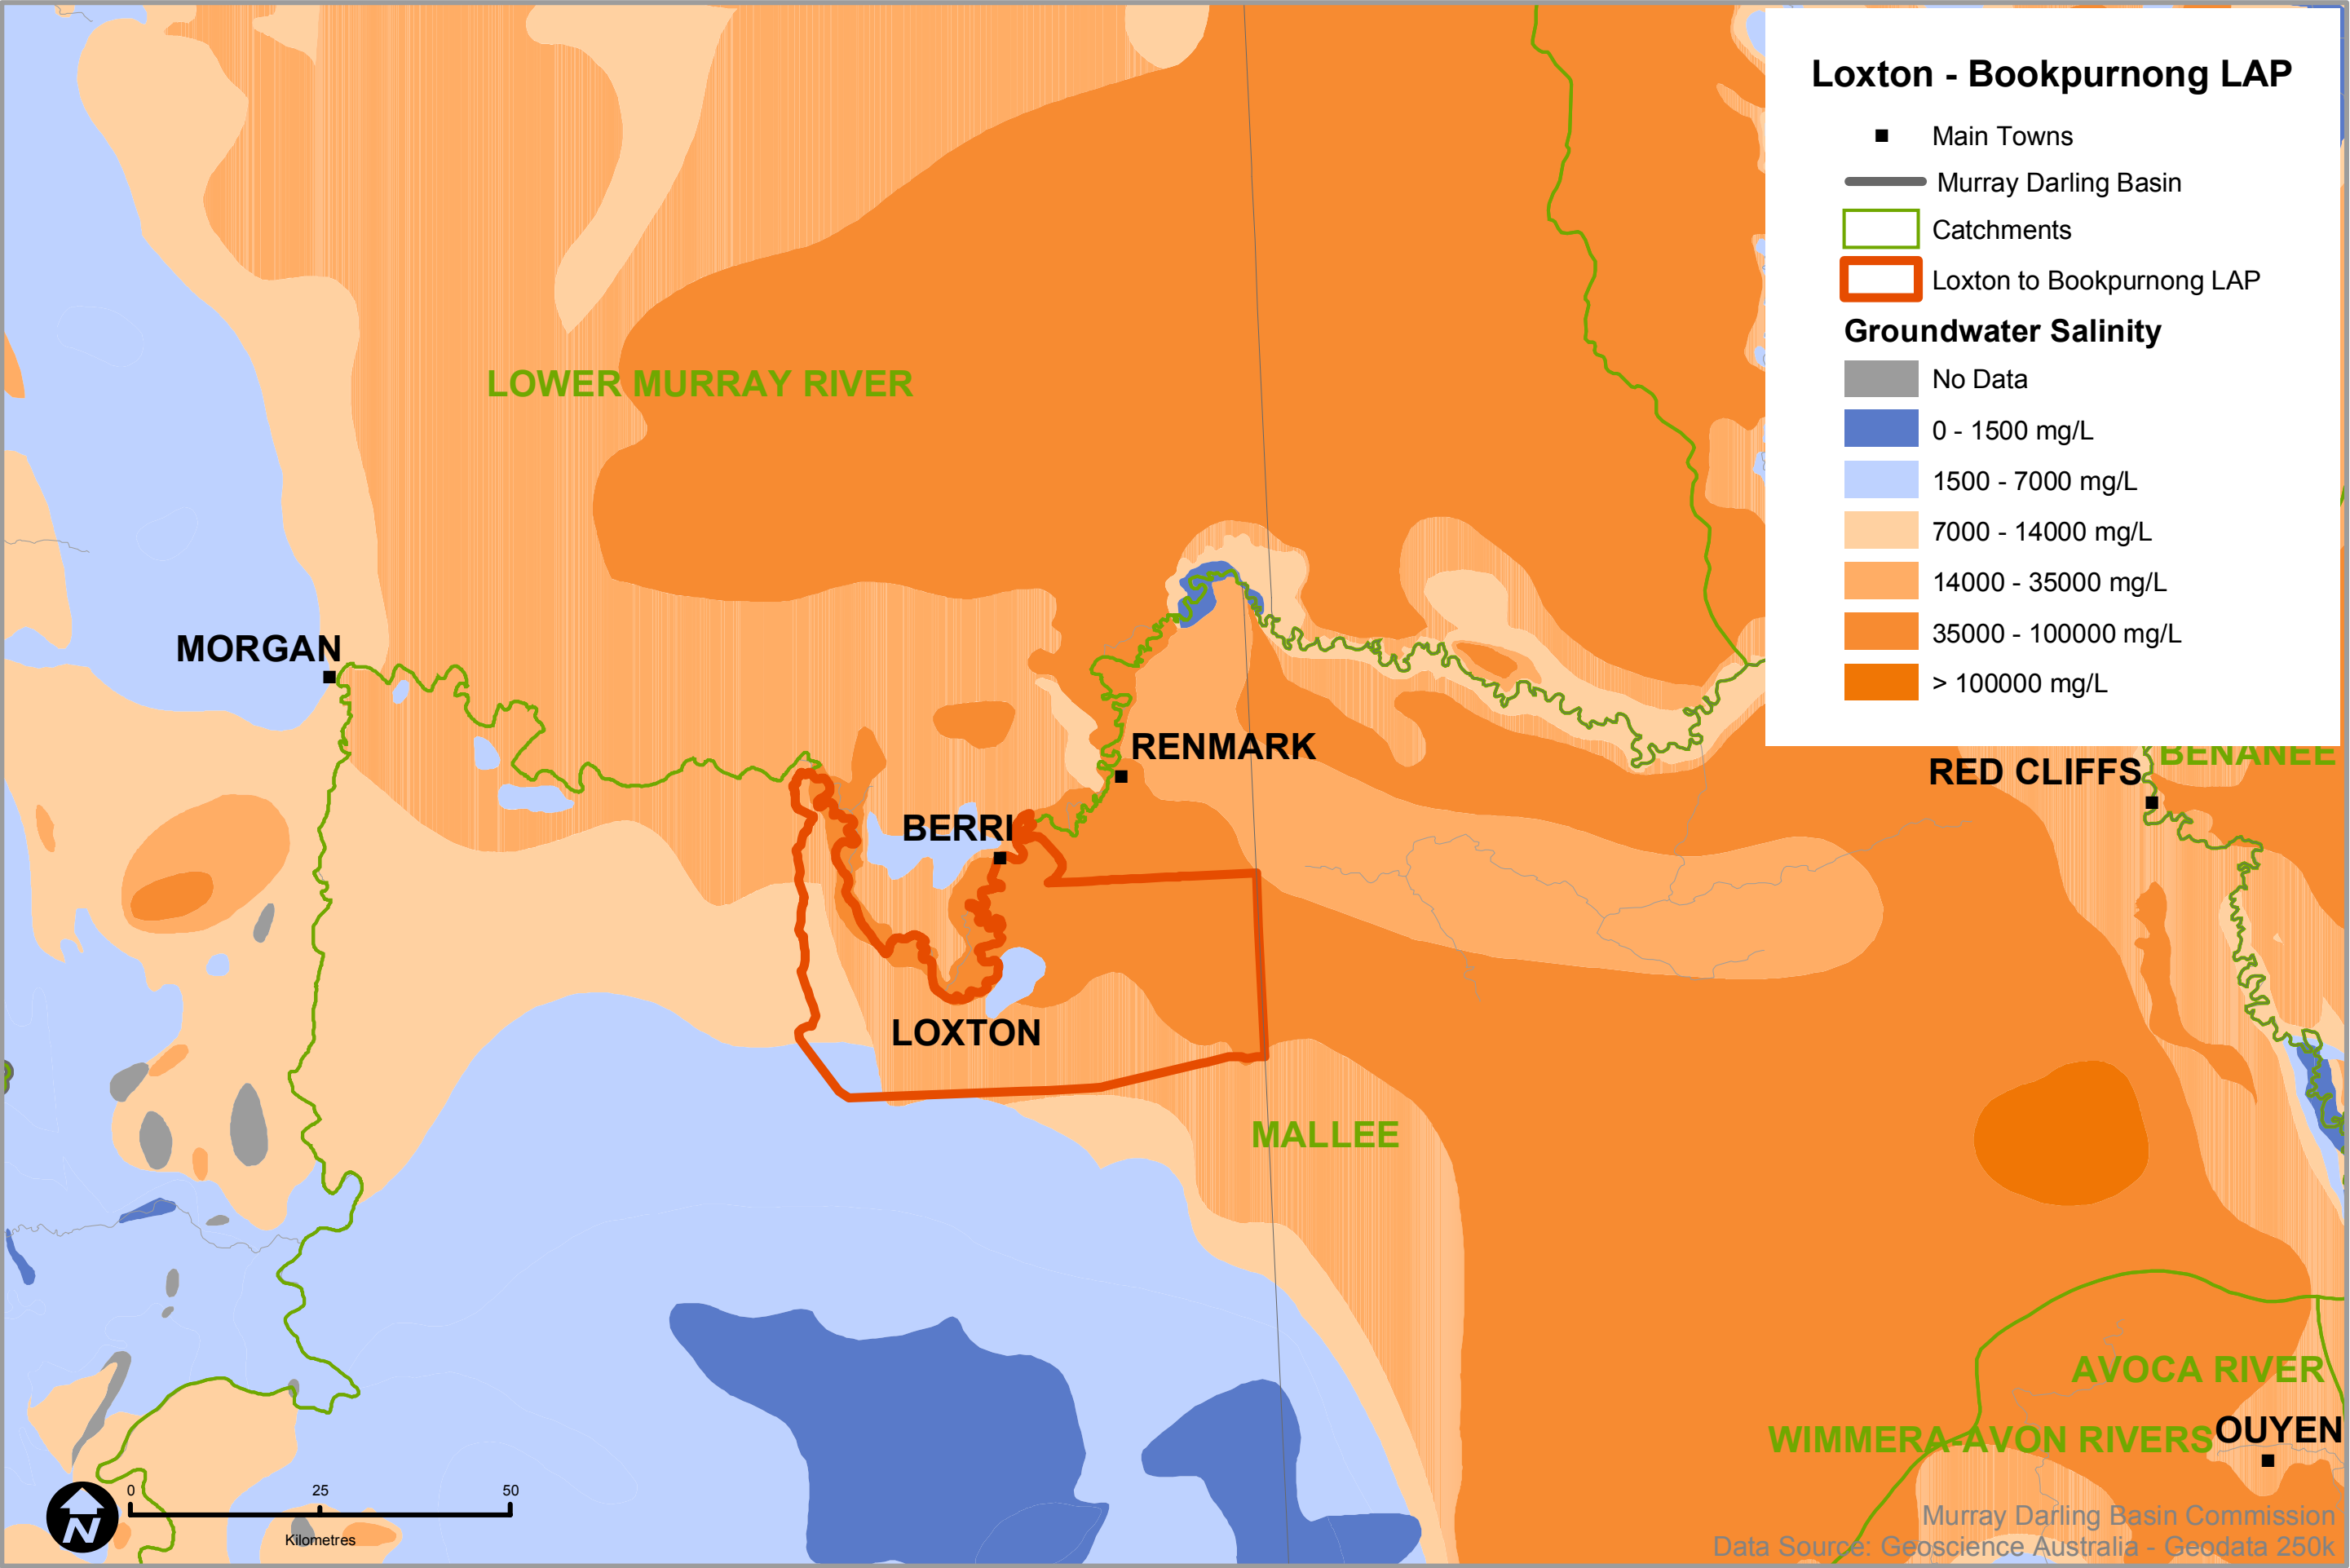 Loxton - Bookpurnong LAP
Main Towns
Murray Darling Basin
Catchments
Loxton to Bookpurnong LAP
Groundwater Salinity
No Data
0 - 1500 mg/L
1500 - 7000 mg/L
7000 - 14000 mg/L
14000 - 35000 mg/L
35000 - 100000 mg/L
> 100000 mg/L
LOWER MURRAY RIVER
MORGAN
RENMARK
BENANEE
RED CLIFFS
BERRI
LOXTON
MALLEE
AVOCA RIVER
WIMMERA-AVON RIVERS
OUYEN
0 25 50
Kilometres
N
Murray Darling Basin Commission
Data Source: Geoscience Australia - Geodata 250k